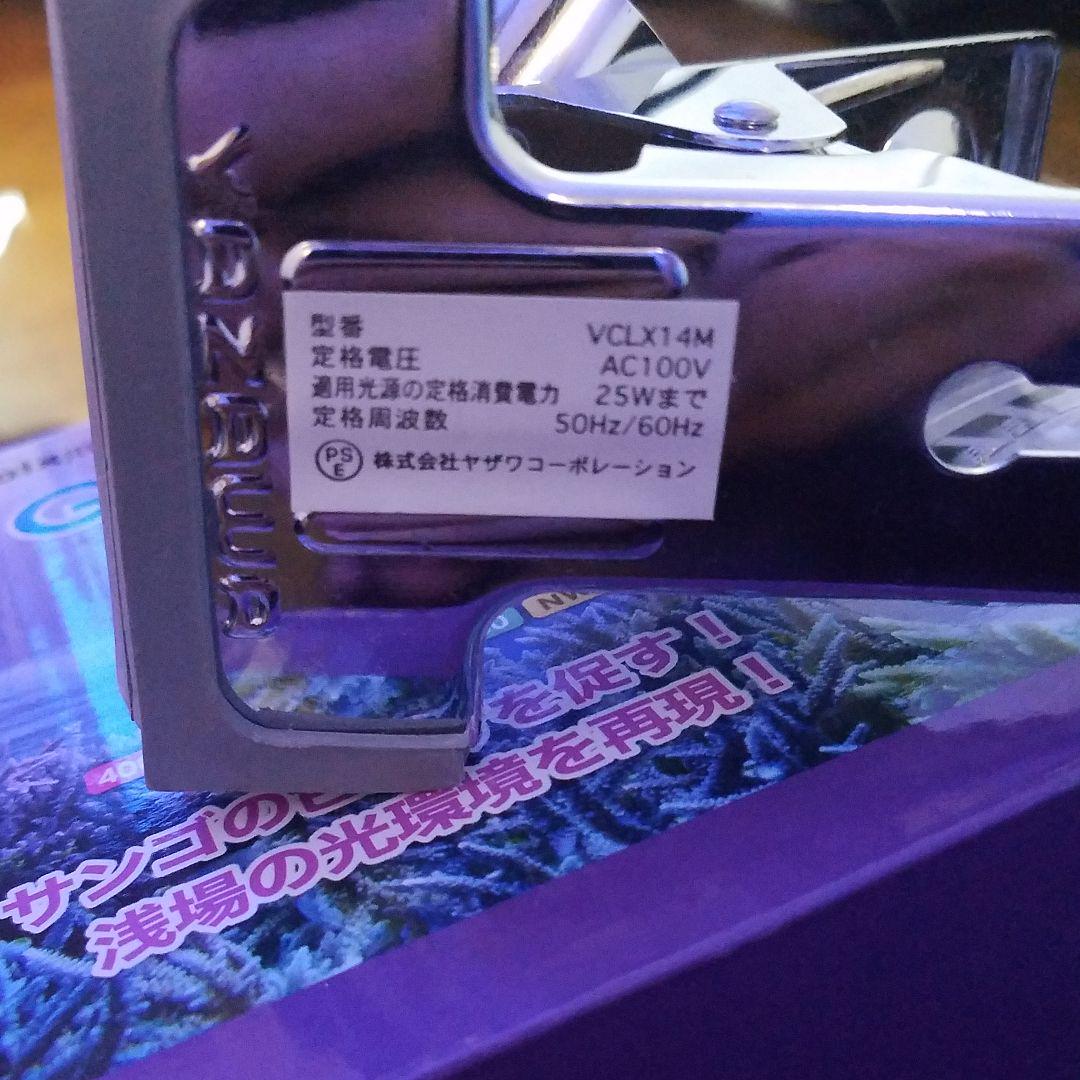 Yazawa
型番 VCLX14M
定格電圧 AC100V
適用光源の定格消費電力 25Wまで
定格周波数 50Hz/60Hz
PSE 株式会社ヤザワコーポレーション
を促す!
サンゴの
浅場の光環境を再現!